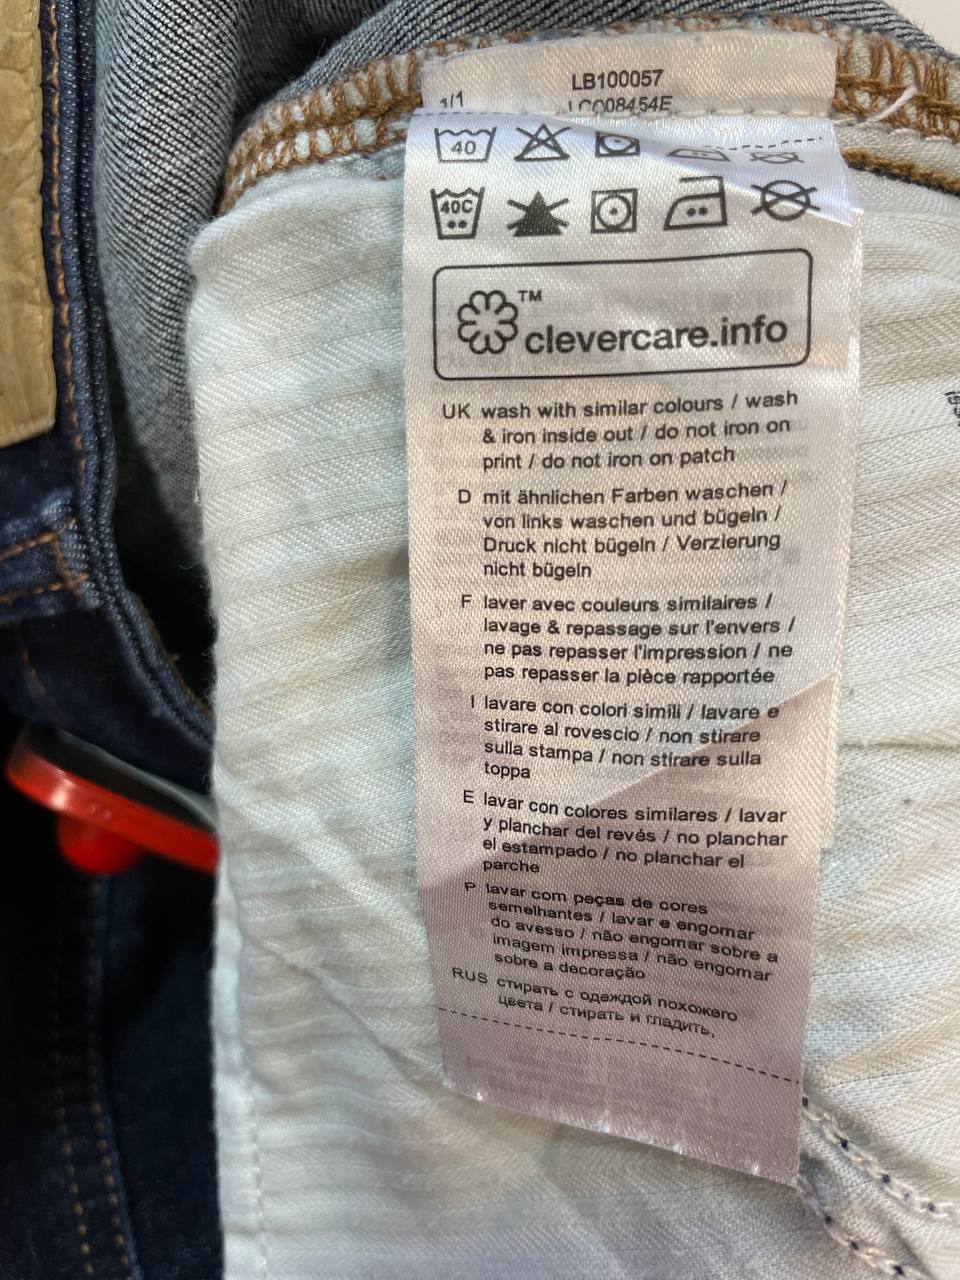 LB100057
1/1 LC008454E
40
40C
TM
clevercare.info
UK wash with similar colours / wash
& iron inside out / do not iron on
print / do not iron on patch
D mit ähnlichen Farben waschen /
von links waschen und bügeln /
Druck nicht bügeln / Verzierung
nicht bügeln
F laver avec couleurs similaires /
lavage & repassage sur l'envers /
ne pas repasser l'impression / ne
pas repasser la pièce rapportée
I lavare con colori simili / lavare e
stirare al rovescio / non stirare
sulla stampa / non stirare sulla
toppa
E lavar con colores similares / lavar
y planchar del revés / no planchar
el estampado / no planchar el
parche
P lavar com peças de cores
semelhantes / lavar e engomar
do avesso / não engomar sobre a
imagem impressa / não engomar
sobre a decoração
RUS стирать с одеждой похожего
цвета / стирать и гладить,